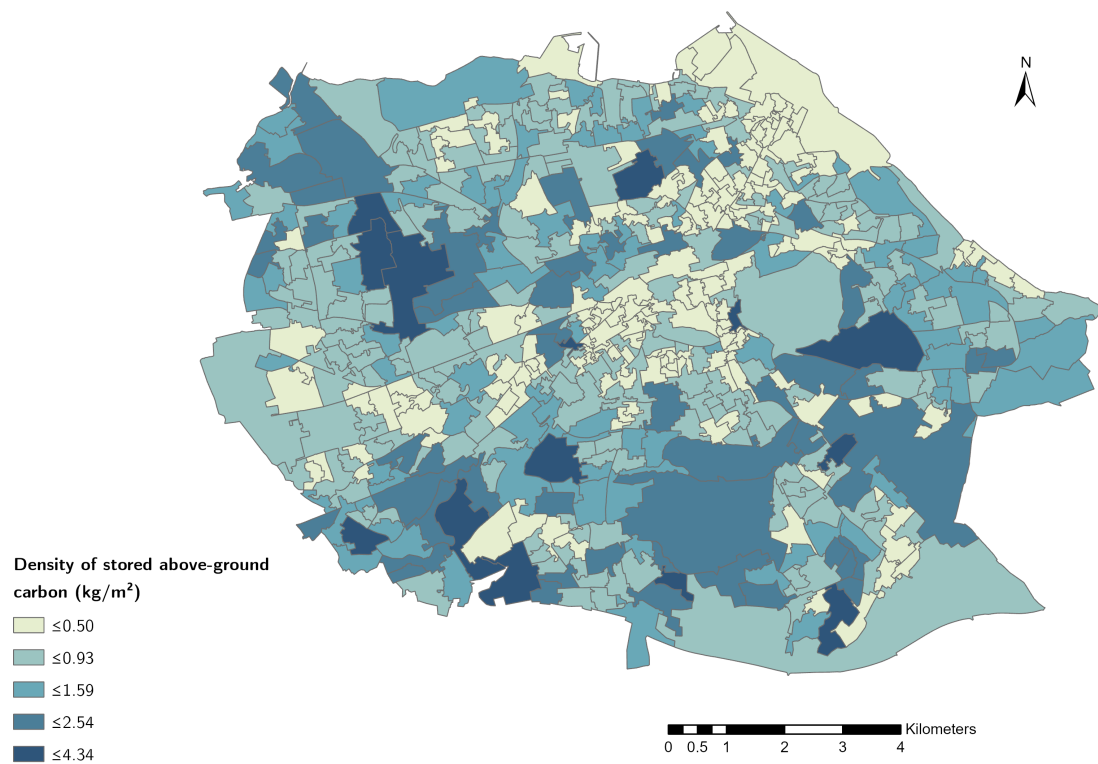 N
Density of stored above-ground
carbon (kg/m²)
≤0.50
≤0.93
≤1.59
≤2.54
≤4.34
Kilometers
0 0.5 1 2 3 4